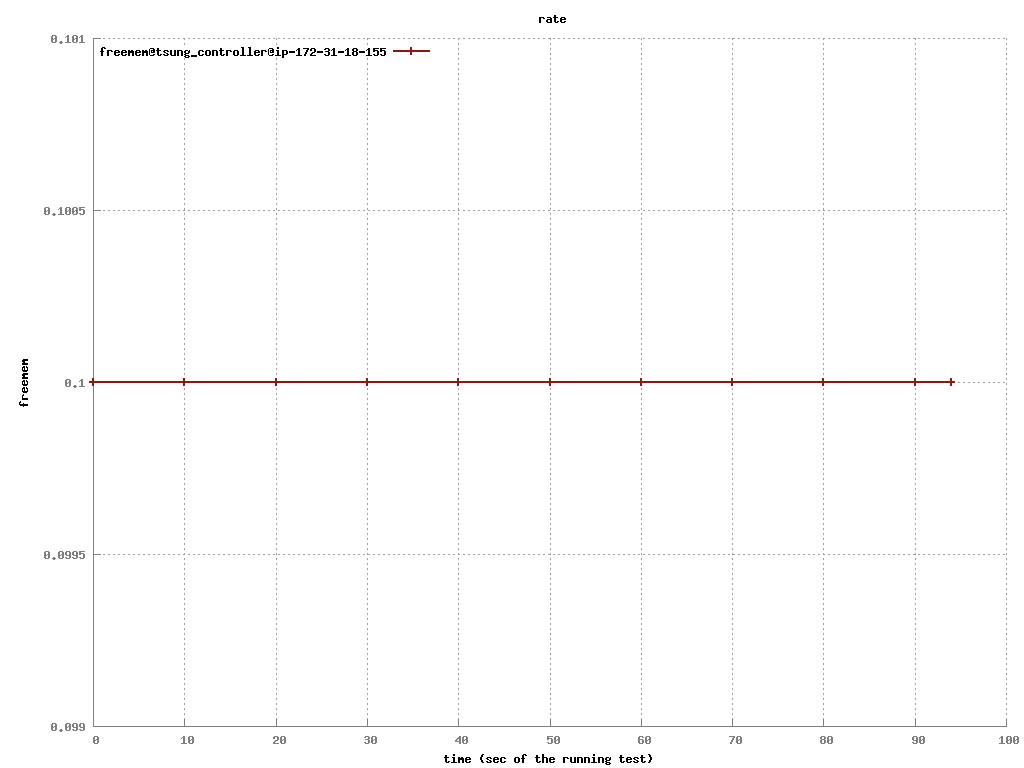 rate
freemem@tsung_controller@ip-172-31-18-155
0.101
0.1005
0.1
0.0995
0.099
freemem
0 10 20 30 40 50 60 70 80 90 100
time (sec of the running test)